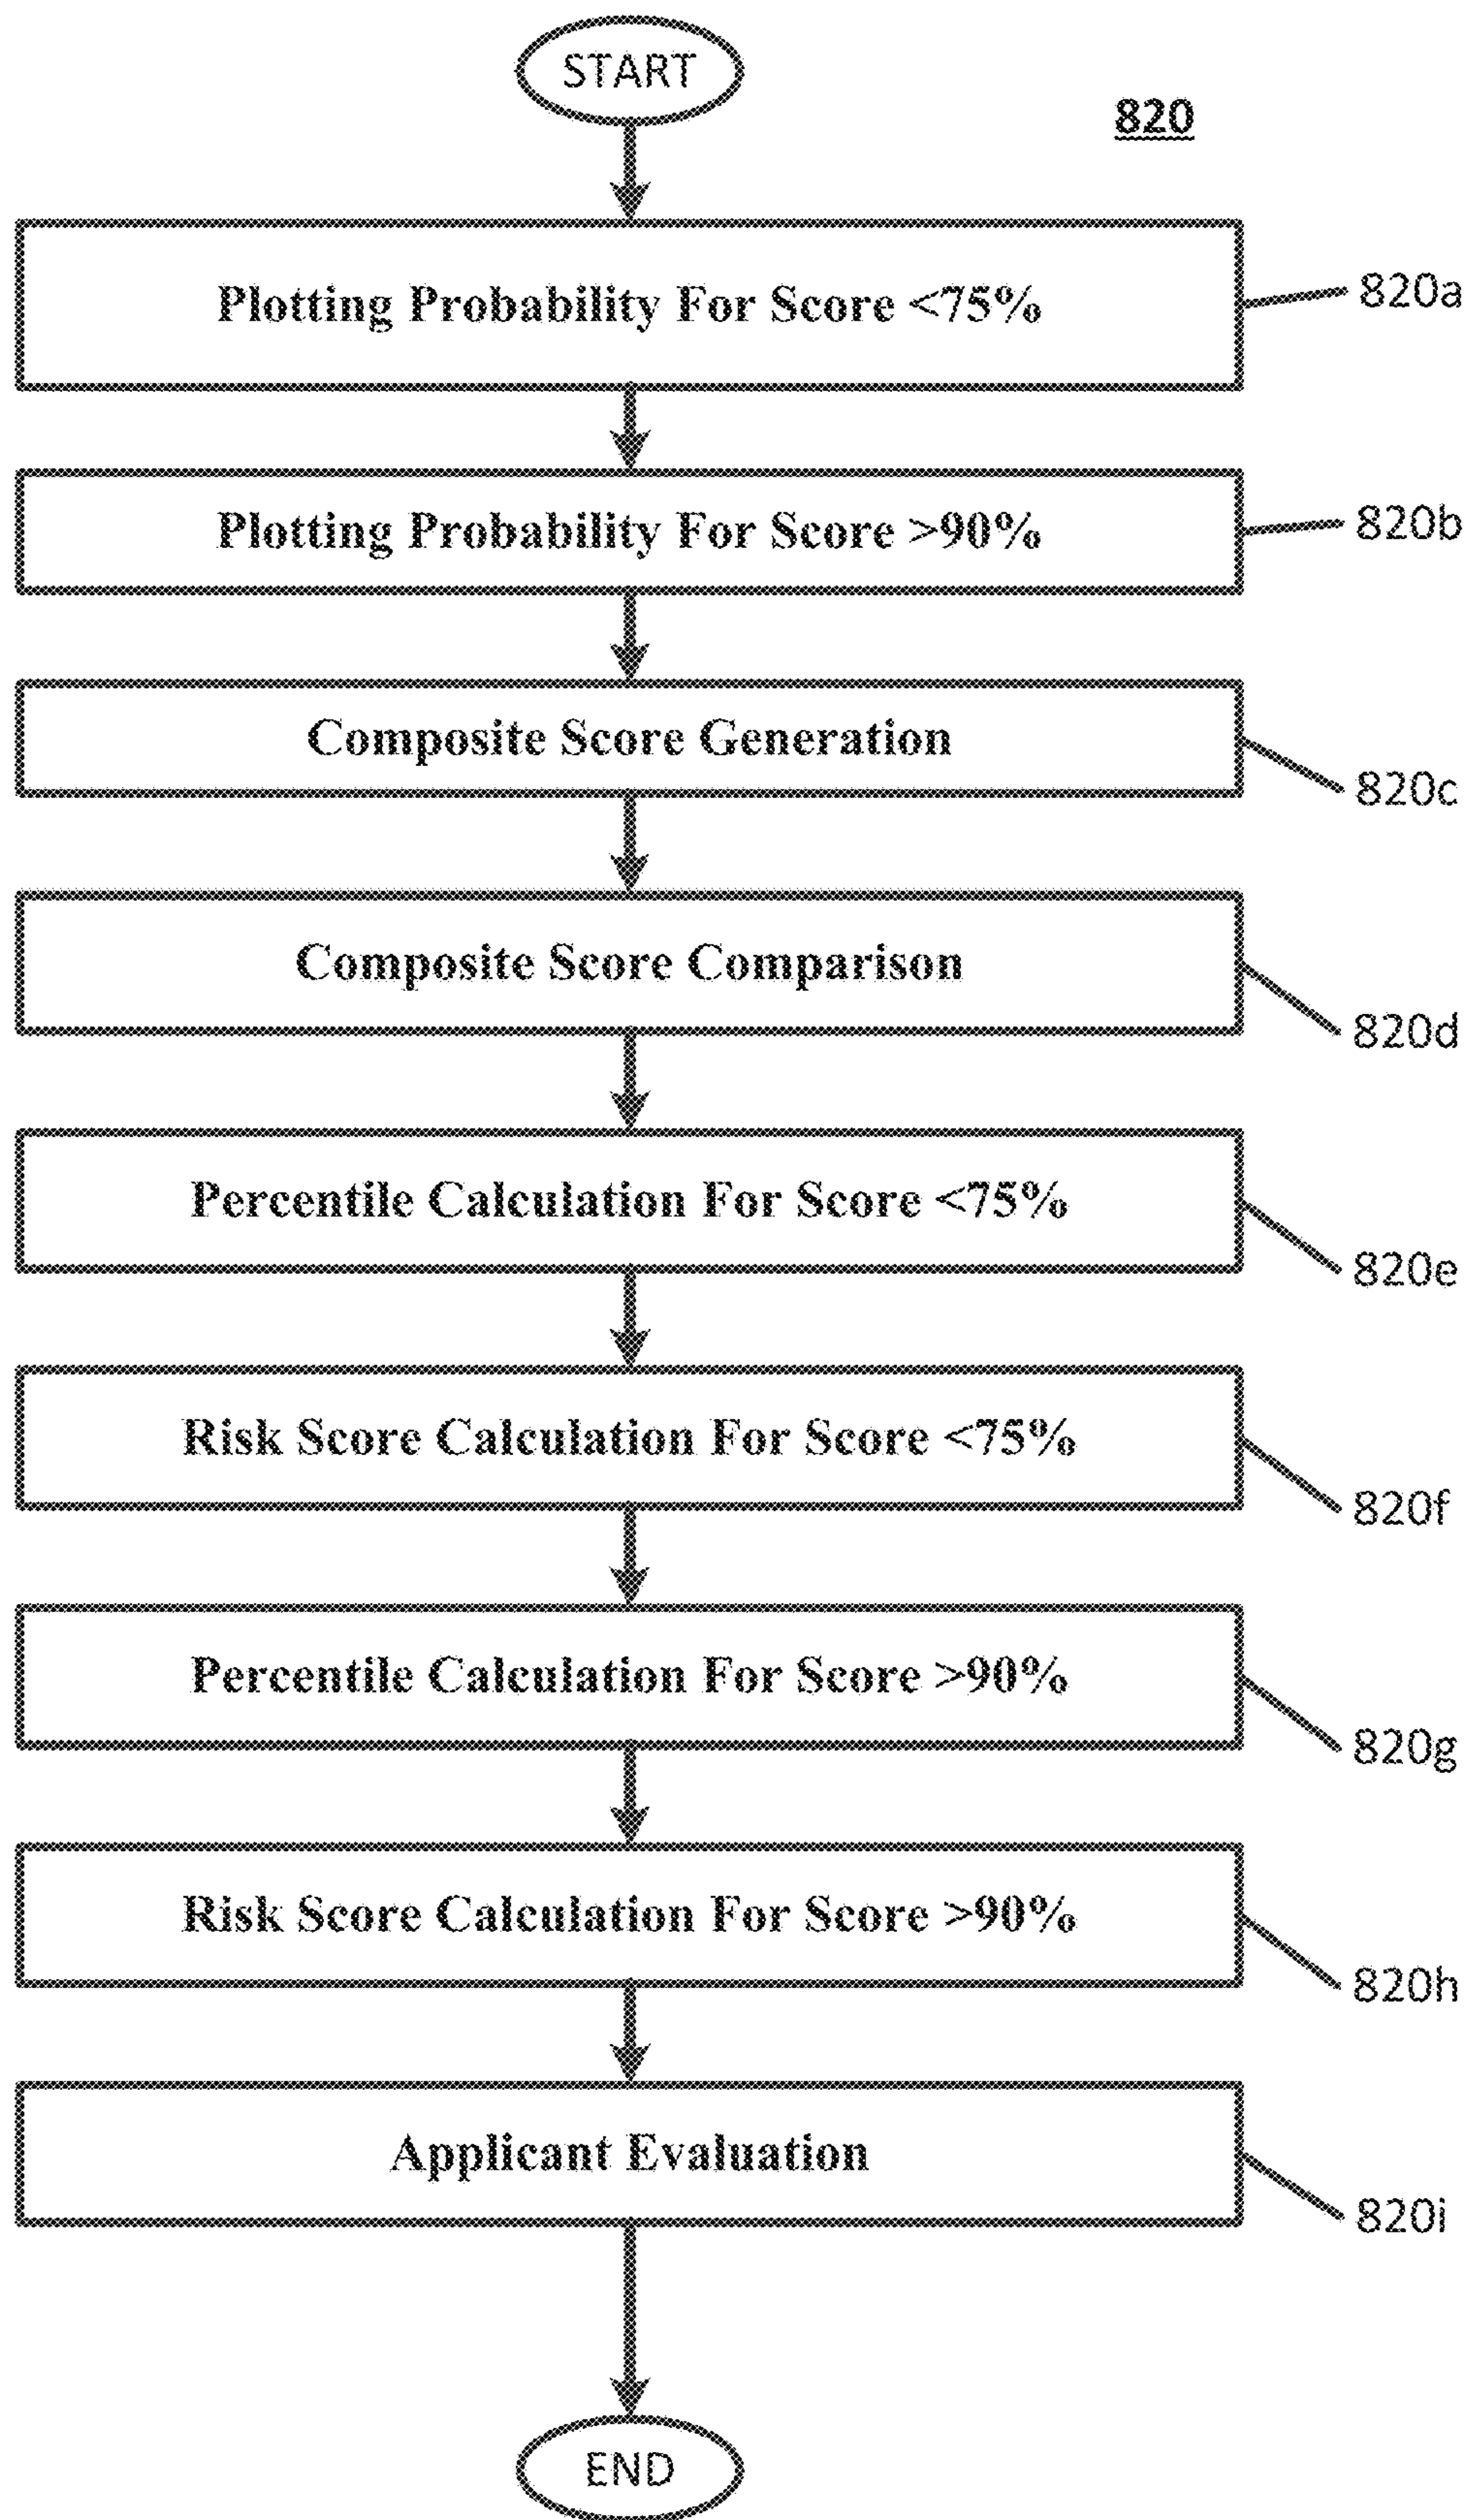 START
820
Plotting Probability For Score <75%
820a
Plotting Probability For Score >90%
820b
Composite Score Generation
820c
Composite Score Comparison
820d
Percentile Calculation For Score <75%
820e
Risk Score Calculation For Score <75%
820f
Percentile Calculation For Score >90%
820g
Risk Score Calculation For Score >90%
820h
Applicant Evaluation
820i
END